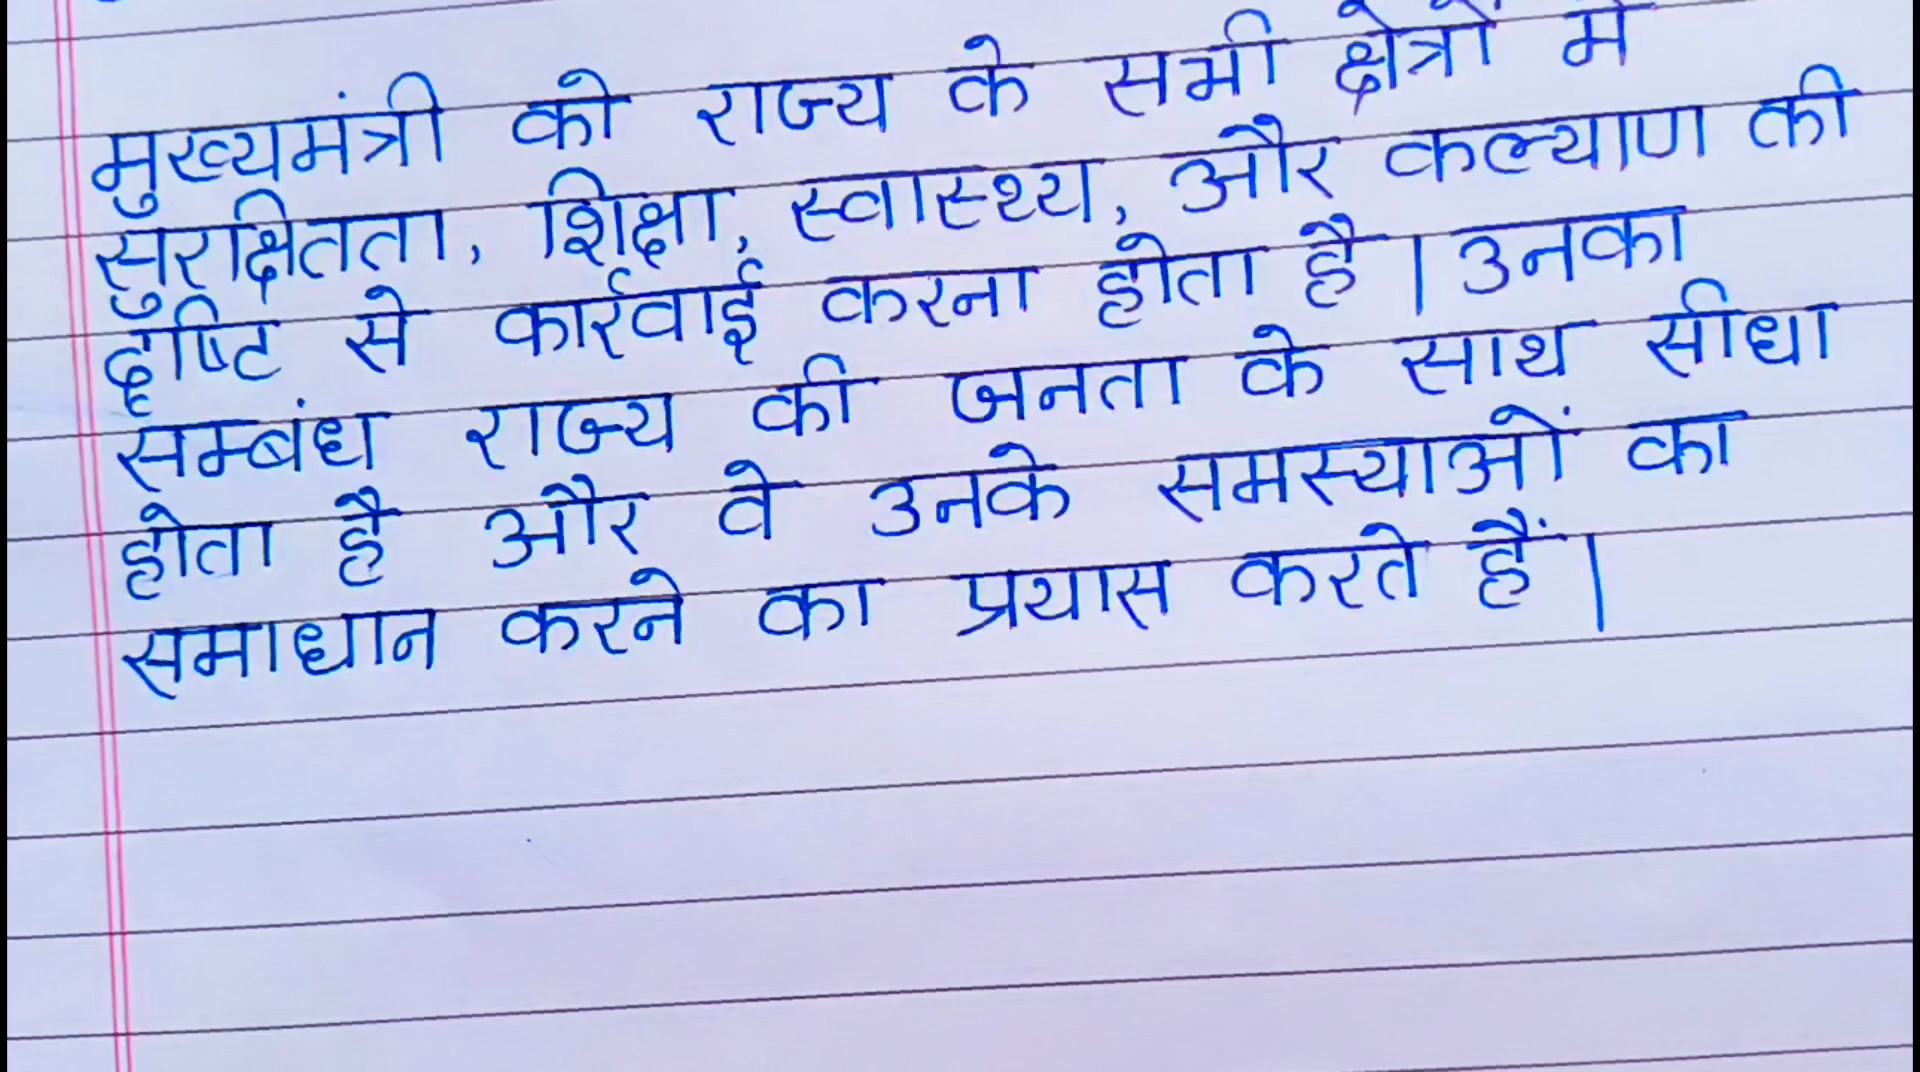 मुख्यमंत्री को राज्य के सभी क्षेत्रों में
सुरक्षितता, शिक्षा, स्वास्थ्य, और कल्याण की
दृष्टि से कार्रवाई करना होता है। उनका
सम्बंध राज्य की जनता के साथ सीधा
होता है और वे उनके समस्याओं का
समाधान करने का प्रयास करते हैं।